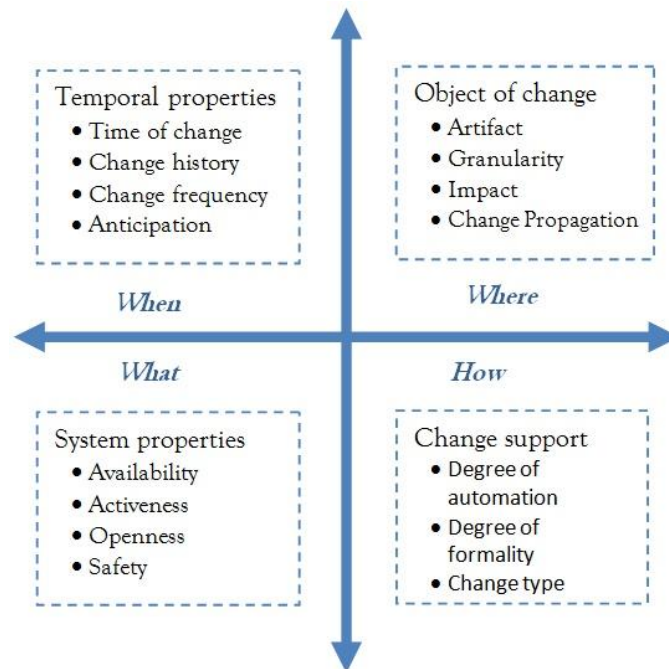 Temporal properties
• Time of change
• Change history
• Change frequency
• Anticipation
Object of change
• Artifact
• Granularity
• Impact
• Change Propagation
When
Where
What
How
System properties
• Availability
• Activeness
• Openness
• Safety
Change support
• Degree of
automation
• Degree of
formality
• Change type